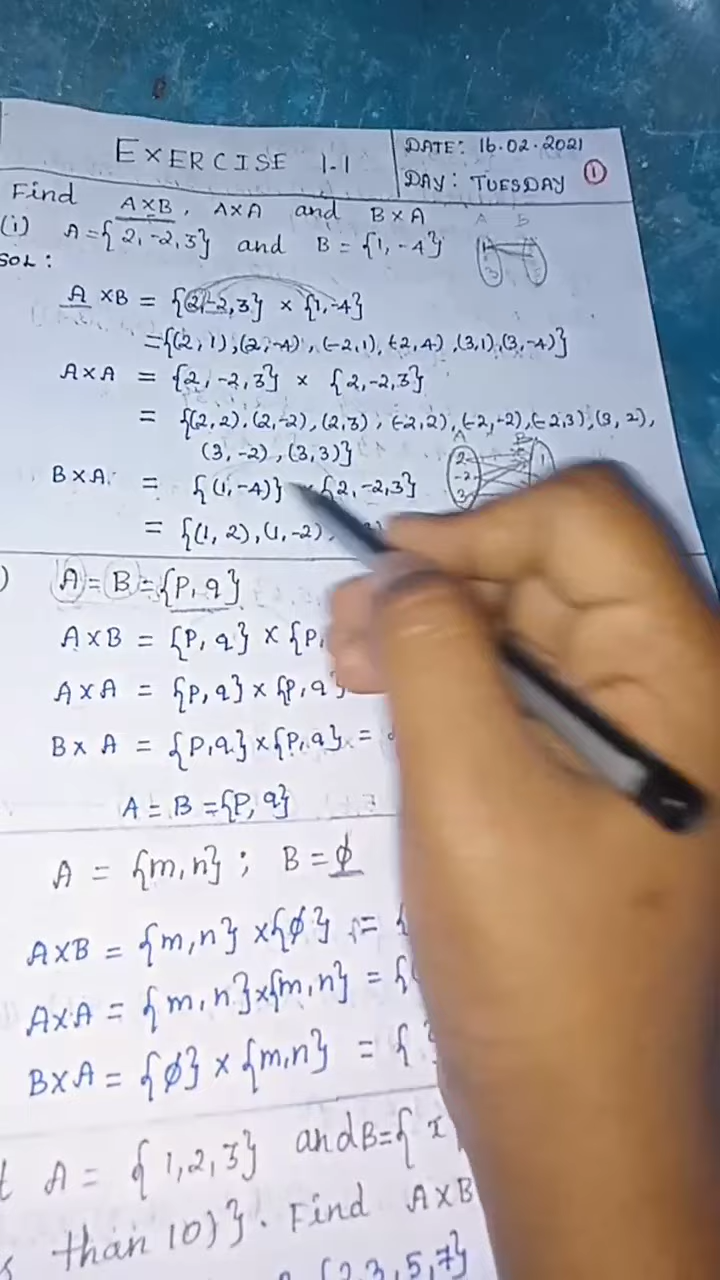 EXERCISE 1-1
DATE: 16.02.2021
DAY: TUESDAY ①
Find A×B, A×A and B×A
(i) A={2,-2,3} and B={1,-4}
SOL:
A×B = {2,-2,3} × {1,-4}
={(2,1),(2,-4),(-2,1),(-2,4),(3,1),(3,-4)}
A×A = {2,-2,3} × {2,-2,3}
= {(2,2),(2,-2),(2,3),(-2,2),(-2,-2),(-2,3),(3,2),
(3,-2),(3,3)}
B×A = {(1,-4)} {2,-2,3}
= {(1,2),(1,-2),
) A=B={P,q}
A×B = {P,q} × {P,
A×A = {P,q} × {P,q}
B×A = {P,q}×{P,q} =
A=B={P,q}
A = {m,n}; B=ϕ
A×B = {m,n} ×{ϕ} = {
A×A = {m,n}×{m,n} = {
B×A = {ϕ} × {m,n} = { }
A = {1,2,3} and B={x
than 10)}. Find A×B
{2,3,5,7}